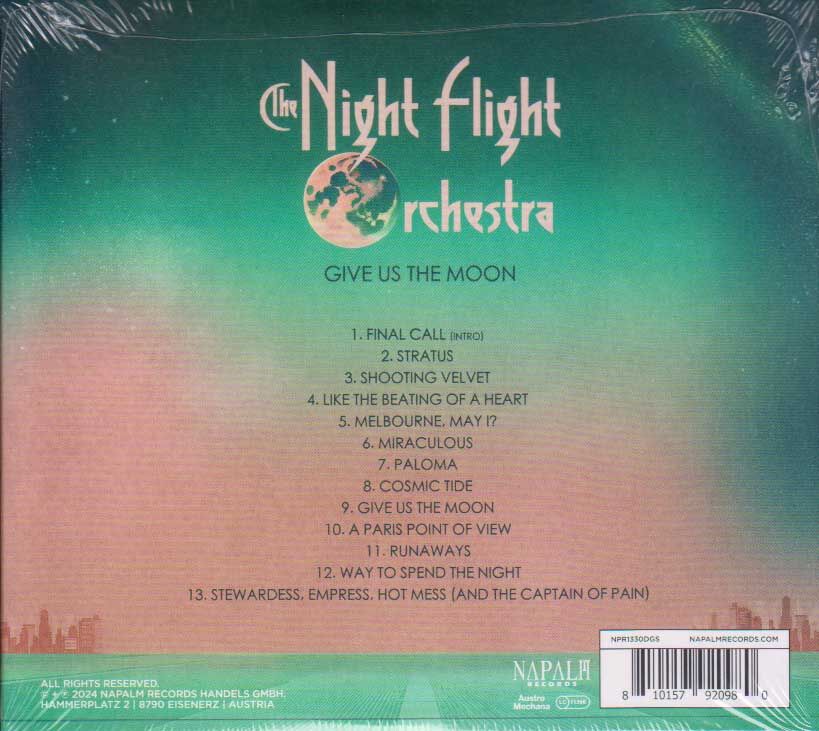 The Night Flight
Orchestra
GIVE US THE MOON
1. FINAL CALL (INTRO)
2. STRATUS
3. SHOOTING VELVET
4. LIKE THE BEATING OF A HEART
5. MELBOURNE, MAY I?
6. MIRACULOUS
7. PALOMA
8. COSMIC TIDE
9. GIVE US THE MOON
10. A PARIS POINT OF VIEW
11. RUNAWAYS
12. WAY TO SPEND THE NIGHT
13. STEWARDESS, EMPRESS, HOT MESS (AND THE CAPTAIN OF PAIN)
ALL RIGHTS RESERVED.
© + ℗ 2024 NAPALM RECORDS HANDELS GMBH.
HAMMERPLATZ 2 | 8790 EISENERZ | AUSTRIA
NAPALM
RECORDS
Austro
Mechana
NPR1330DGS NAPALMRECORDS.COM
8 10157 92098 0